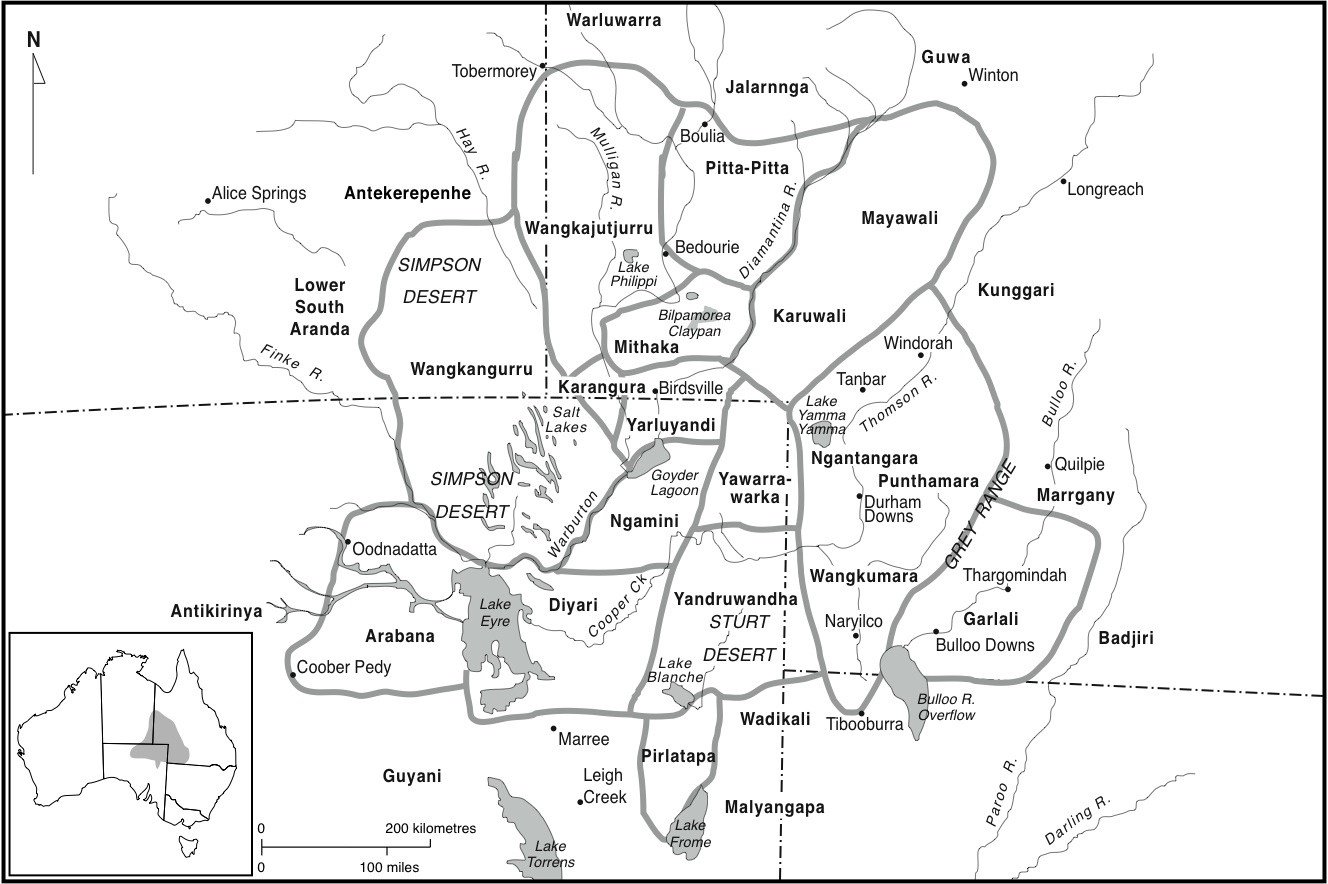 Warluwarra
N
Guwa
Tobermorey
Winton
Jalarnnga
Boulia
Hay R.
Mulligan R.
Pitta-Pitta
Alice Springs
Antekerepenhe
Longreach
Diamantina R.
Mayawali
Wangkajutjurru
Bedourie
SIMPSON
DESERT
Lake
Philippi
Lower
South
Aranda
Kunggari
Bilpamorea
Claypan
Karuwali
Mithaka
Windorah
Finke R.
Wangkangurru
Karangura
Birdsville
Tanbar
Thomson R.
Bulloo R.
Lake
Yamma
Yamma
Salt
Lakes
Yarluyandi
Ngantangara
Quilpie
SIMPSON
DESERT
Goyder
Lagoon
Yawarra-
warka
Punthamara
Durham
Downs
GREY RANGE
Marrgany
Warburton
Ngamini
Oodnadatta
Wangkumara
Thargomindah
Antikirinya
Lake
Eyre
Diyari
Cooper Ck
Yandruwandha
STURT
DESERT
Naryilco
Garlali
Bulloo Downs
Badjiri
Arabana
Coober Pedy
Lake
Blanche
Bulloo R.
Overflow
Wadikali
Tibooburra
Marree
Pirlatapa
Guyani
Leigh
Creek
Malyangapa
Paroo R.
Darling R.
Lake
Frome
Lake
Torrens
0
200 kilometres
0
100 miles